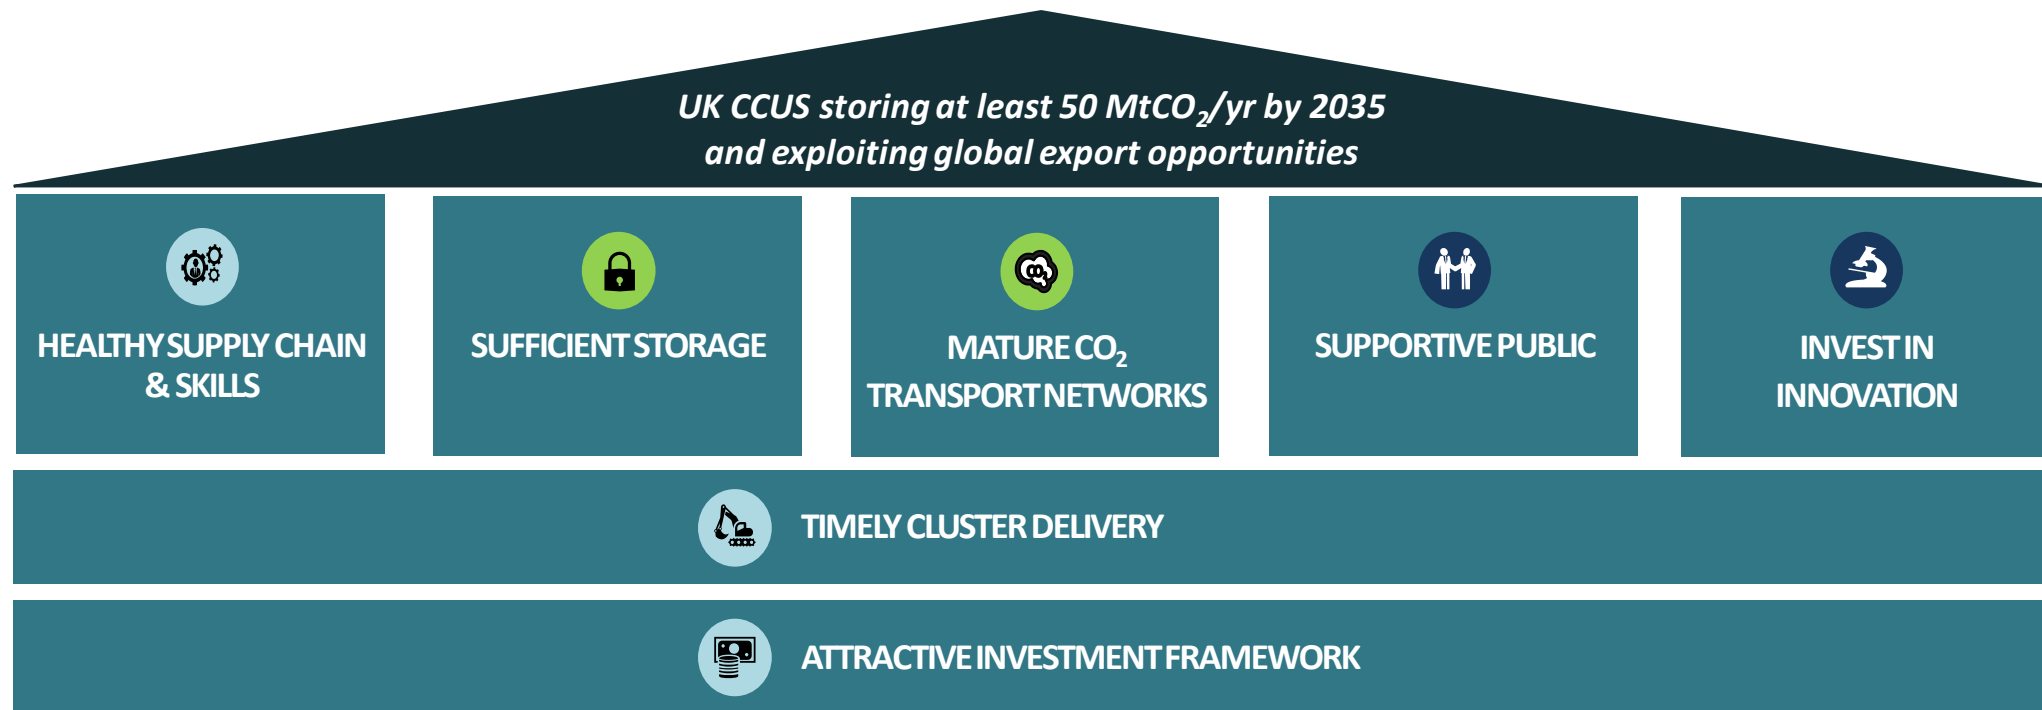 UK CCUS storing at least 50 MtCO₂/yr by 2035
and exploiting global export opportunities
HEALTHY SUPPLY CHAIN
& SKILLS
SUFFICIENT STORAGE
CO₂
MATURE CO₂
TRANSPORT NETWORKS
SUPPORTIVE PUBLIC
INVEST IN
INNOVATION
TIMELY CLUSTER DELIVERY
ATTRACTIVE INVESTMENT FRAMEWORK